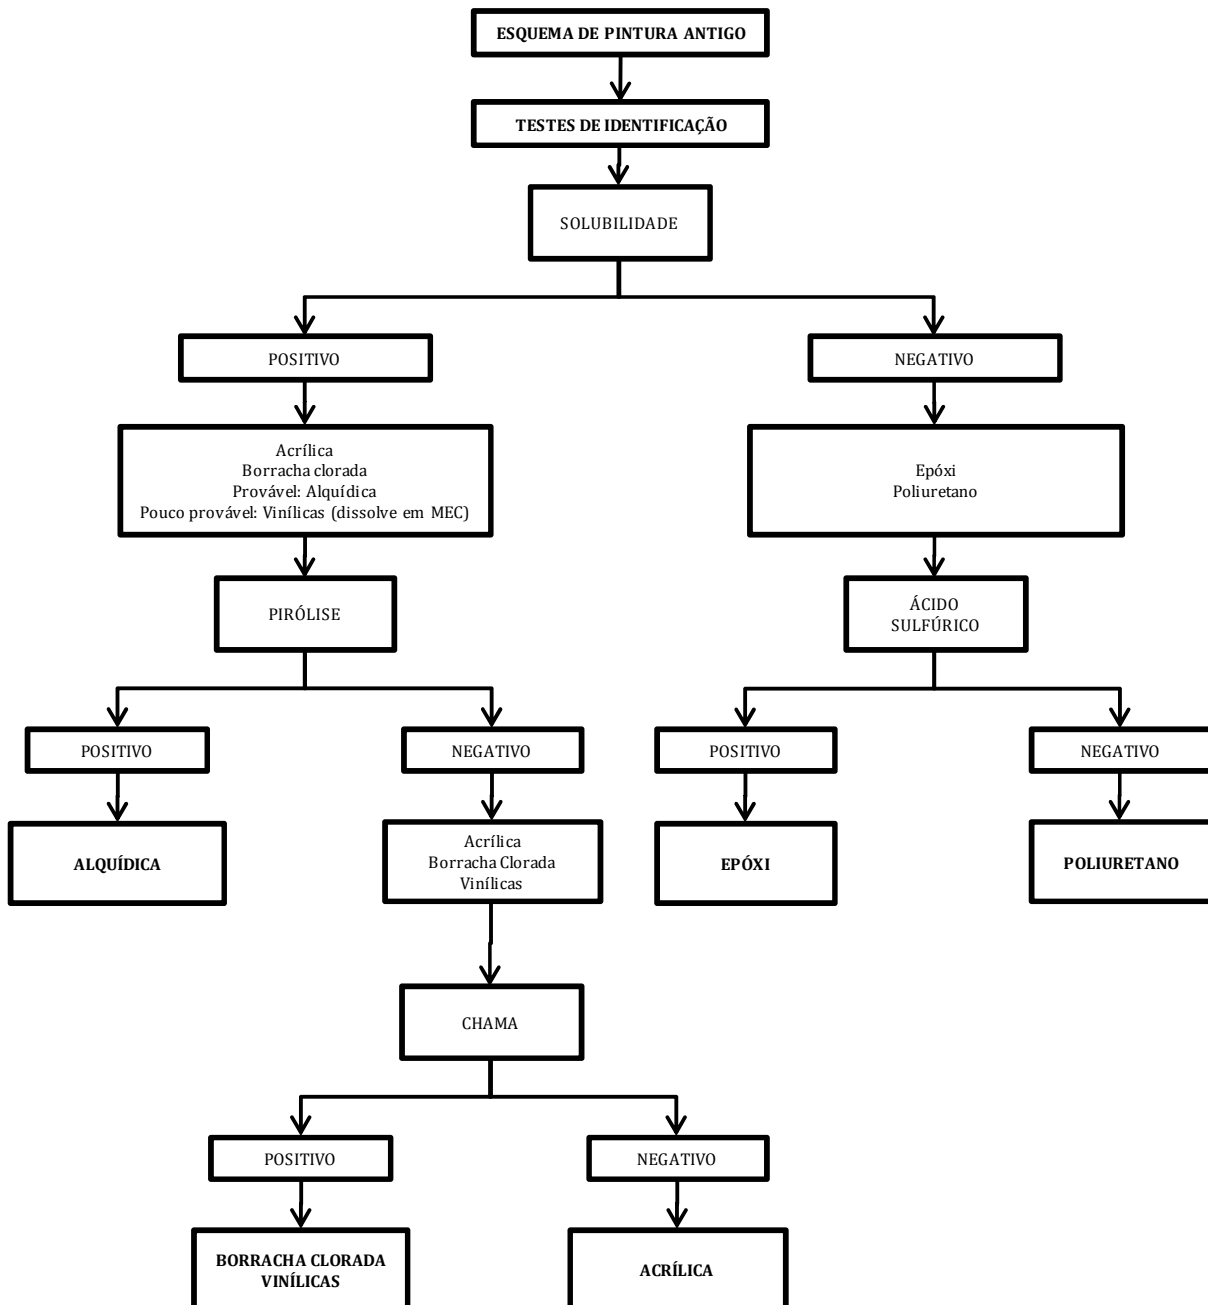 ESQUEMA DE PINTURA ANTIGO
TESTES DE IDENTIFICAÇÃO
SOLUBILIDADE
POSITIVO
NEGATIVO
Acrílica
Borracha clorada
Provável: Alquídica
Pouco provável: Vinílicas (dissolve em MEC)
Epóxi
Poliuretano
PIRÓLISE
ÁCIDO
SULFÚRICO
POSITIVO
NEGATIVO
POSITIVO
NEGATIVO
ALQUÍDICA
Acrílica
Borracha Clorada
Vinílicas
EPÓXI
POLIURETANO
CHAMA
POSITIVO
NEGATIVO
BORRACHA CLORADA
VINÍLICAS
ACRÍLICA